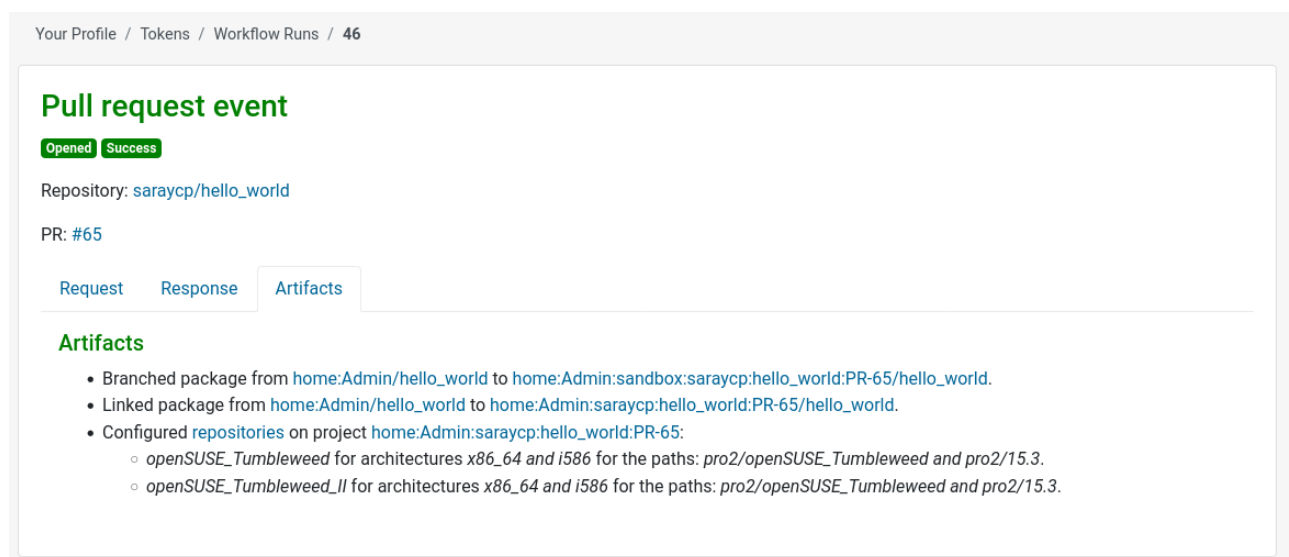 Your Profile / Tokens / Workflow Runs / 46
Pull request event
Opened Success
Repository: saraycp/hello_world
PR: #65
Request Response Artifacts
Artifacts
• Branched package from home:Admin/hello_world to home:Admin:sandbox:saraycp:hello_world:PR-65/hello_world.
• Linked package from home:Admin/hello_world to home:Admin:saraycp:hello_world:PR-65/hello_world.
• Configured repositories on project home:Admin:saraycp:hello_world:PR-65:
◦ openSUSE_Tumbleweed for architectures x86_64 and i586 for the paths: pro2/openSUSE_Tumbleweed and pro2/15.3.
◦ openSUSE_Tumbleweed_II for architectures x86_64 and i586 for the paths: pro2/openSUSE_Tumbleweed and pro2/15.3.